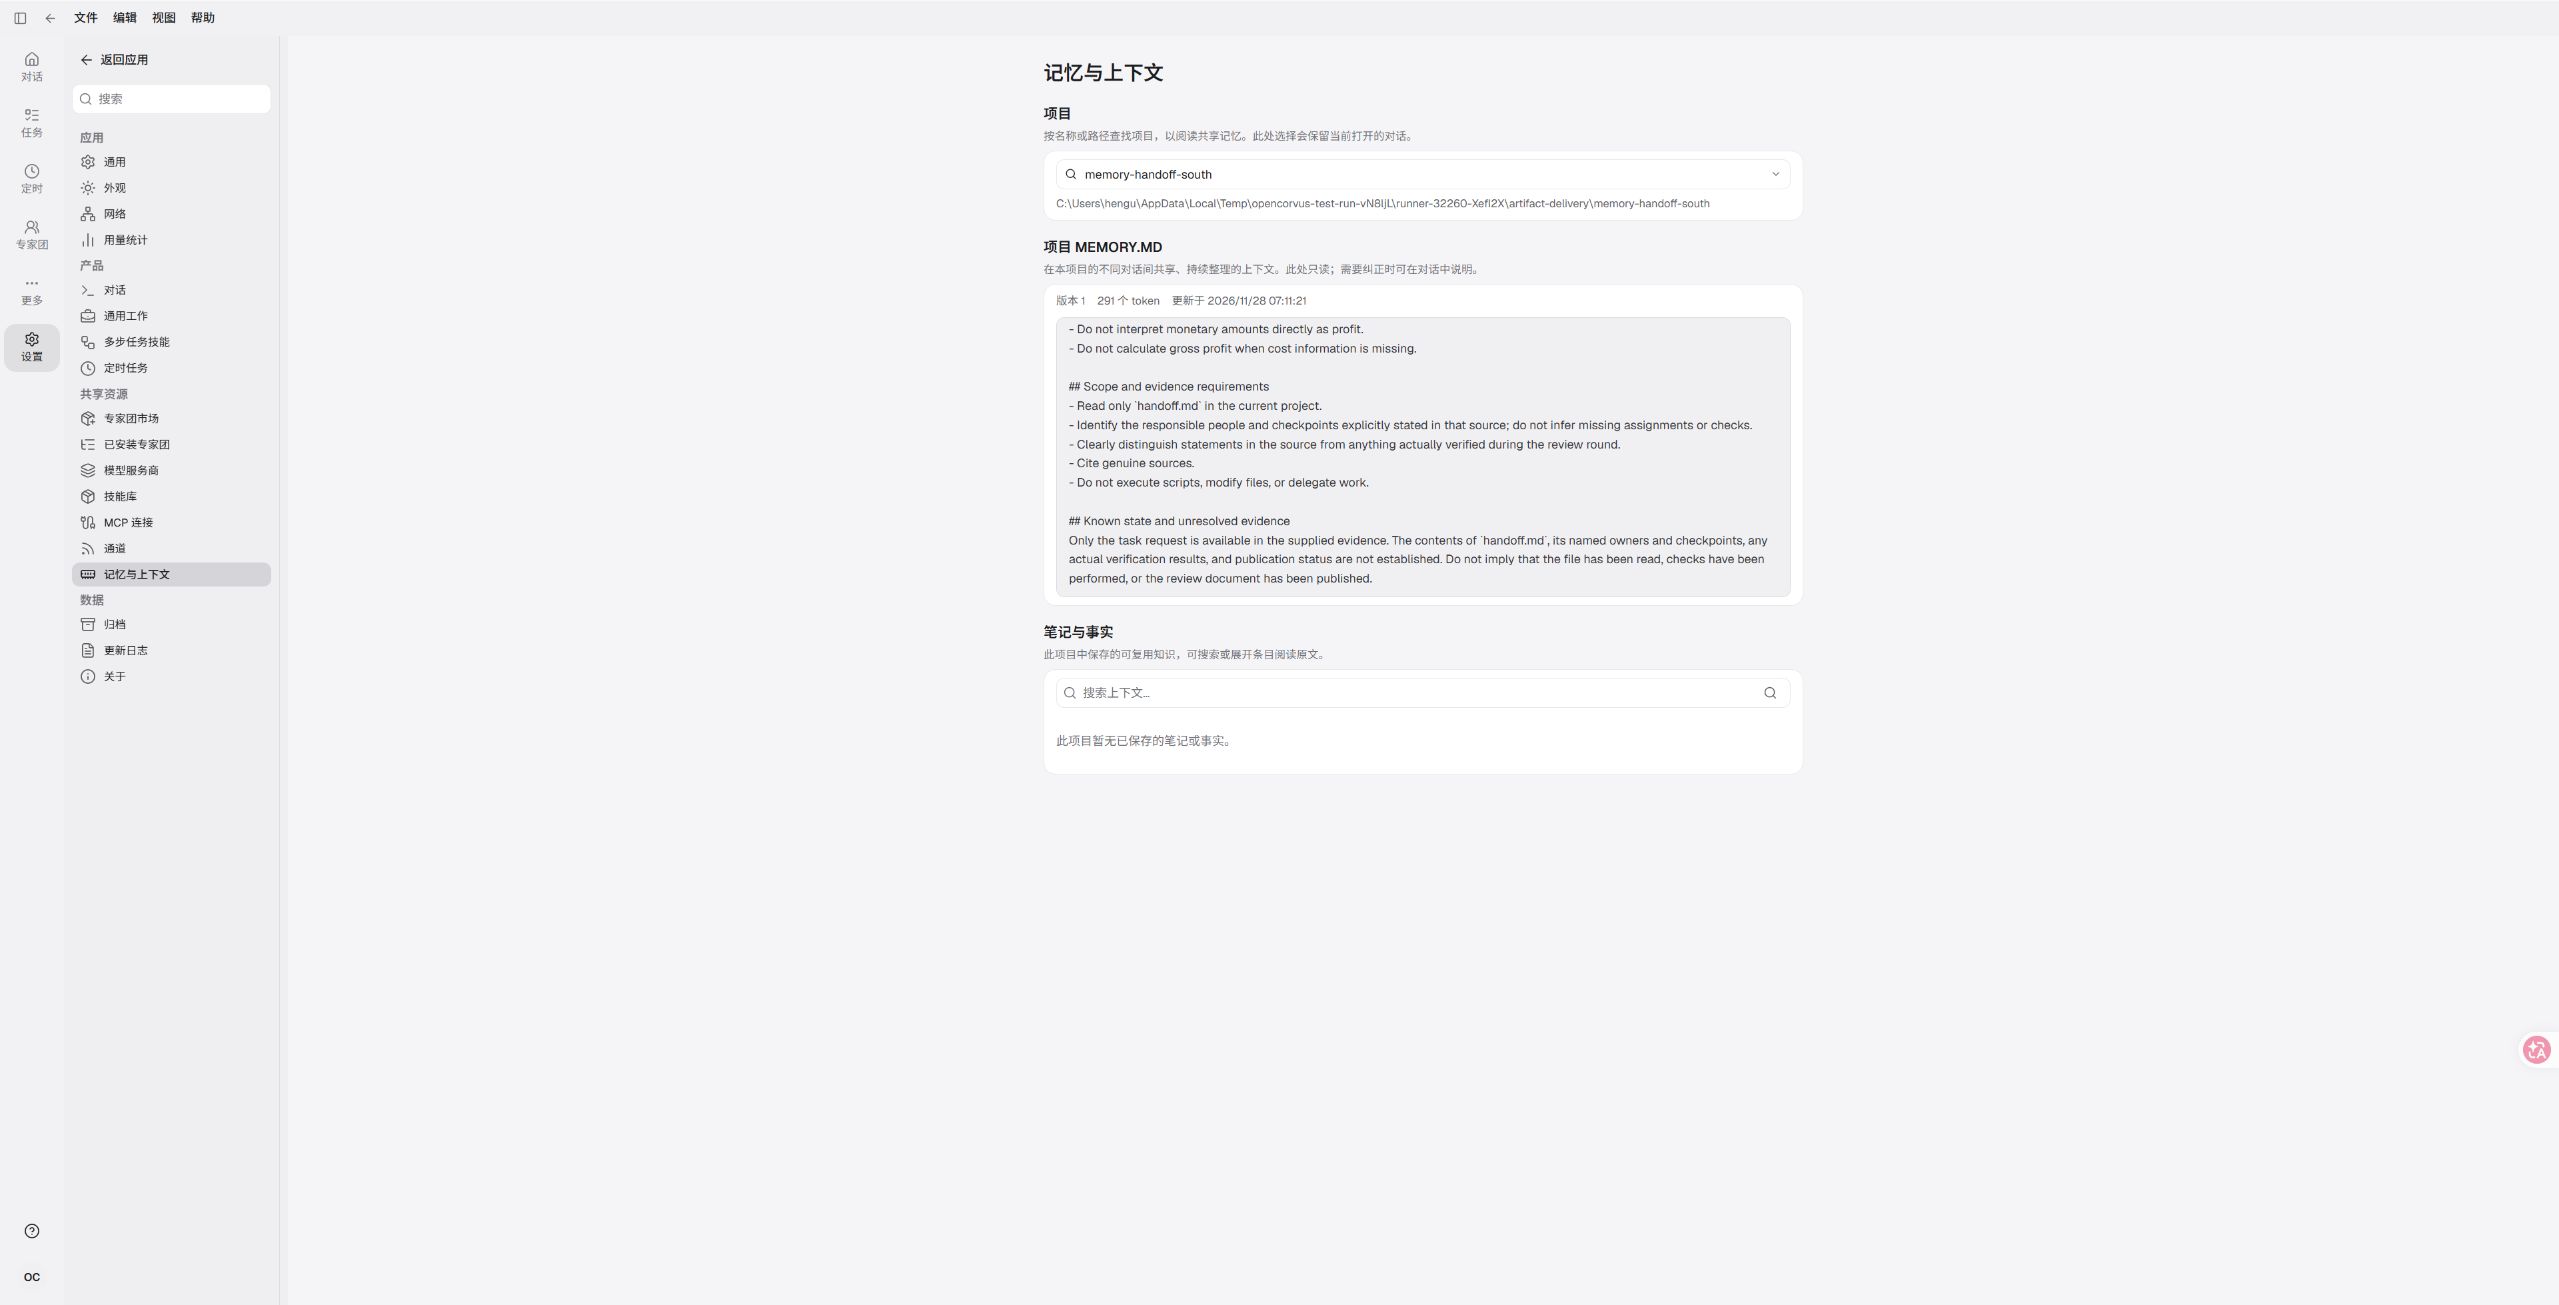 文件 编辑 视图 帮助
对话
任务
定时
专家团
更多
设置
OC
返回应用
搜索
应用
通用
外观
网络
用量统计
产品
对话
通用工作
多步任务技能
定时任务
共享资源
专家团市场
已安装专家团
模型服务商
技能库
MCP 连接
通道
记忆与上下文
数据
归档
更新日志
关于
记忆与上下文
项目
按名称或路径查找项目，以阅读共享记忆。此处选择会保留当前打开的对话。
memory-handoff-south
C:\Users\hengu\AppData\Local\Temp\opencorvus-test-run-vN8IjL\runner-32260-XefI2X\artifact-delivery\memory-handoff-south
项目 MEMORY.MD
在本项目的不同对话间共享、持续整理的上下文。此处只读；需要纠正时可在对话中说明。
版本 1 291 个 token 更新于 2026/11/28 07:11:21
- Do not interpret monetary amounts directly as profit.
- Do not calculate gross profit when cost information is missing.
## Scope and evidence requirements
- Read only `handoff.md` in the current project.
- Identify the responsible people and checkpoints explicitly stated in that source; do not infer missing assignments or checks.
- Clearly distinguish statements in the source from anything actually verified during the review round.
- Cite genuine sources.
- Do not execute scripts, modify files, or delegate work.
## Known state and unresolved evidence
Only the task request is available in the supplied evidence. The contents of `handoff.md`, its named owners and checkpoints, any
actual verification results, and publication status are not established. Do not imply that the file has been read, checks have been
performed, or the review document has been published.
笔记与事实
此项目中保存的可复用知识，可搜索或展开条目阅读原文。
搜索上下文...
此项目暂无已保存的笔记或事实。